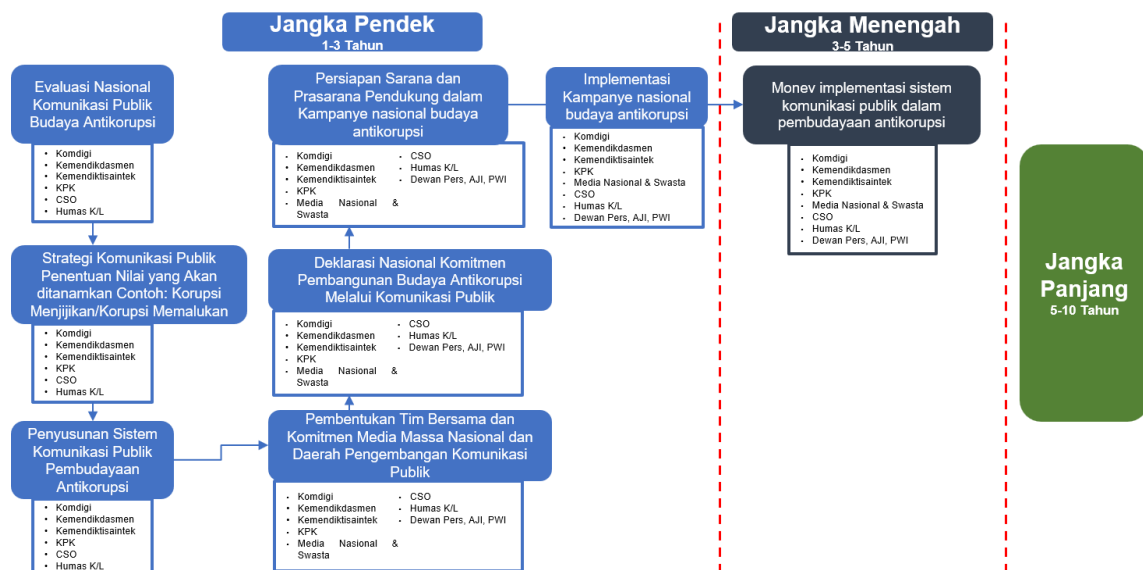 Jangka Pendek
1-3 Tahun
Jangka Menengah
3-5 Tahun
Evaluasi Nasional
Komunikasi Publik
Budaya Antikorupsi
• Komdigi
• Kemendikdasmen
• Kemendiktisaintek
• KPK
• CSO
• Humas K/L
Strategi Komunikasi Publik
Penentuan Nilai yang Akan
ditanamkan Contoh: Korupsi
Menjijikan/Korupsi Memalukan
• Komdigi
• Kemendikdasmen
• Kemendiktisaintek
• KPK
• CSO
• Humas K/L
Penyusunan Sistem
Komunikasi Publik
Pembudayaan
Antikorupsi
• Komdigi
• Kemendikdasmen
• Kemendiktisaintek
• KPK
• CSO
• Humas K/L
Pembentukan Tim Bersama dan
Komitmen Media Massa Nasional dan
Daerah Pengembangan Komunikasi
Publik
• Komdigi
• Kemendikdasmen
• Kemendiktisaintek
• KPK
• Media Nasional &
Swasta
• CSO
• Humas K/L
• Dewan Pers, AJI, PWI
Deklarasi Nasional Komitmen
Pembangunan Budaya Antikorupsi
Melalui Komunikasi Publik
• Komdigi
• Kemendikdasmen
• Kemendiktisaintek
• KPK
• Media Nasional &
Swasta
• CSO
• Humas K/L
• Dewan Pers, AJI, PWI
Persiapan Sarana dan
Prasarana Pendukung dalam
Kampanye nasional budaya
antikorupsi
• Komdigi
• Kemendikdasmen
• Kemendiktisaintek
• KPK
• Media Nasional &
Swasta
• CSO
• Humas K/L
• Dewan Pers, AJI, PWI
Implementasi
Kampanye nasional
budaya antikorupsi
• Komdigi
• Kemendikdasmen
• Kemendiktisaintek
• KPK
• Media Nasional & Swasta
• CSO
• Humas K/L
• Dewan Pers, AJI, PWI
Monev implementasi sistem
komunikasi publik dalam
pembudayaan antikorupsi
• Komdigi
• Kemendikdasmen
• Kemendiktisaintek
• KPK
• Media Nasional & Swasta
• CSO
• Humas K/L
• Dewan Pers, AJI, PWI
Jangka
Panjang
5-10 Tahun